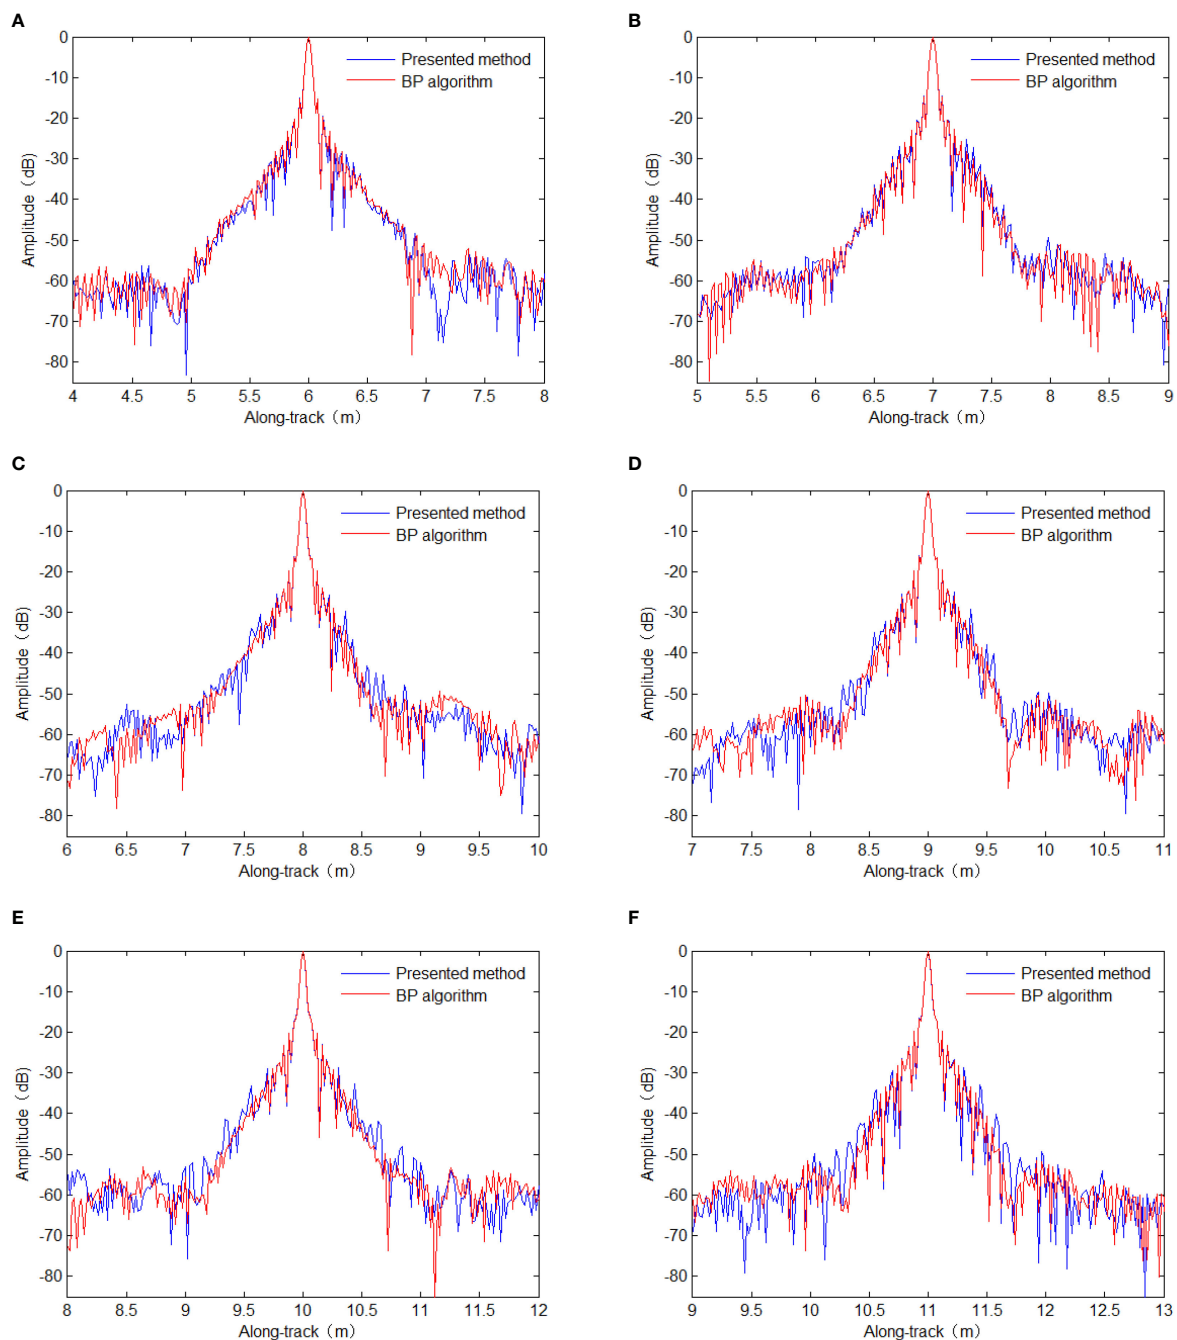 A
0
-10
-20
-30
-40
-50
-60
-70
-80
Amplitude（dB)
Presented method
BP algorithm
4 4.5 5 5.5 6 6.5 7 7.5 8
Along-track（m）
B
0
-10
-20
-30
-40
-50
-60
-70
-80
Amplitude（dB)
Presented method
BP algorithm
5 5.5 6 6.5 7 7.5 8 8.5 9
Along-track（m）
C
0
-10
-20
-30
-40
-50
-60
-70
-80
Amplitude（dB)
Presented method
BP algorithm
6 6.5 7 7.5 8 8.5 9 9.5 10
Along-track（m）
D
0
-10
-20
-30
-40
-50
-60
-70
-80
Amplitude（dB)
Presented method
BP algorithm
7 7.5 8 8.5 9 9.5 10 10.5 11
Along-track（m）
E
0
-10
-20
-30
-40
-50
-60
-70
-80
Amplitude（dB)
Presented method
BP algorithm
8 8.5 9 9.5 10 10.5 11 11.5 12
Along-track（m）
F
0
-10
-20
-30
-40
-50
-60
-70
-80
Amplitude（dB)
Presented method
BP algorithm
9 9.5 10 10.5 11 11.5 12 12.5 13
Along-track（m）